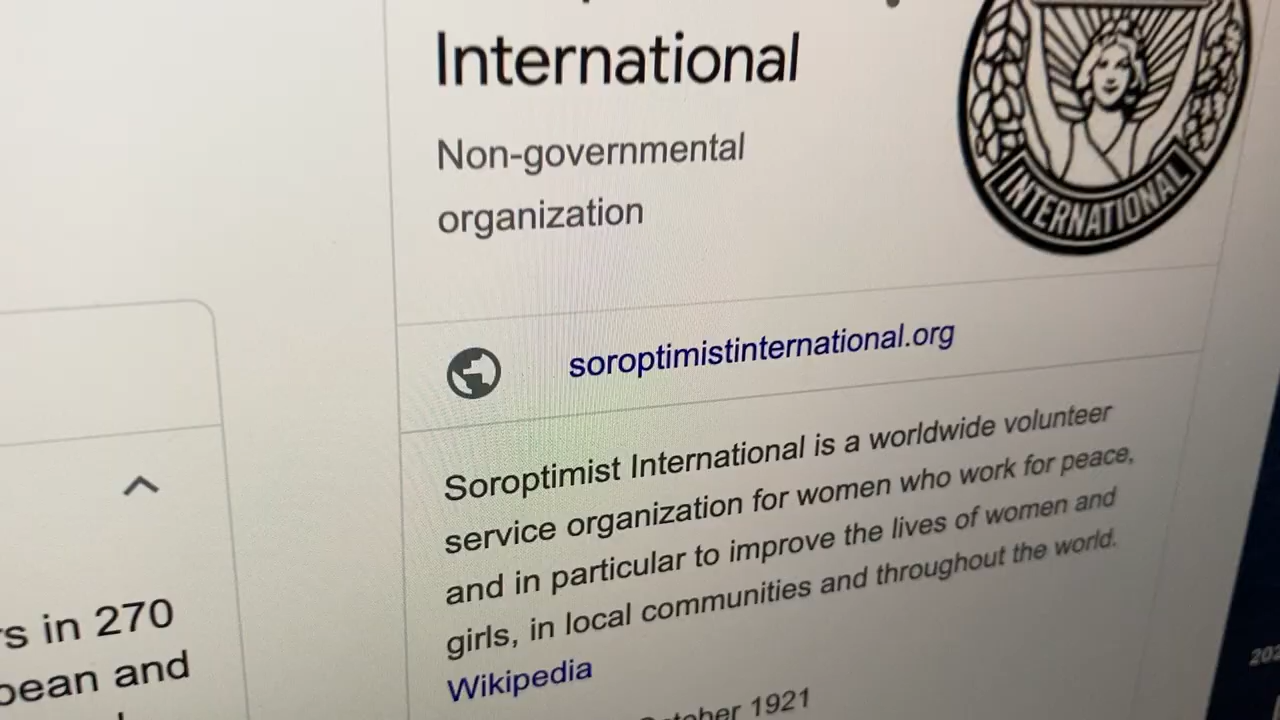 International
Non-governmental
organization
INTERNATIONAL
soroptimistinternational.org
Soroptimist International is a worldwide volunteer
service organization for women who work for peace,
and in particular to improve the lives of women and
girls, in local communities and throughout the world.
Wikipedia
1921
in 270
and